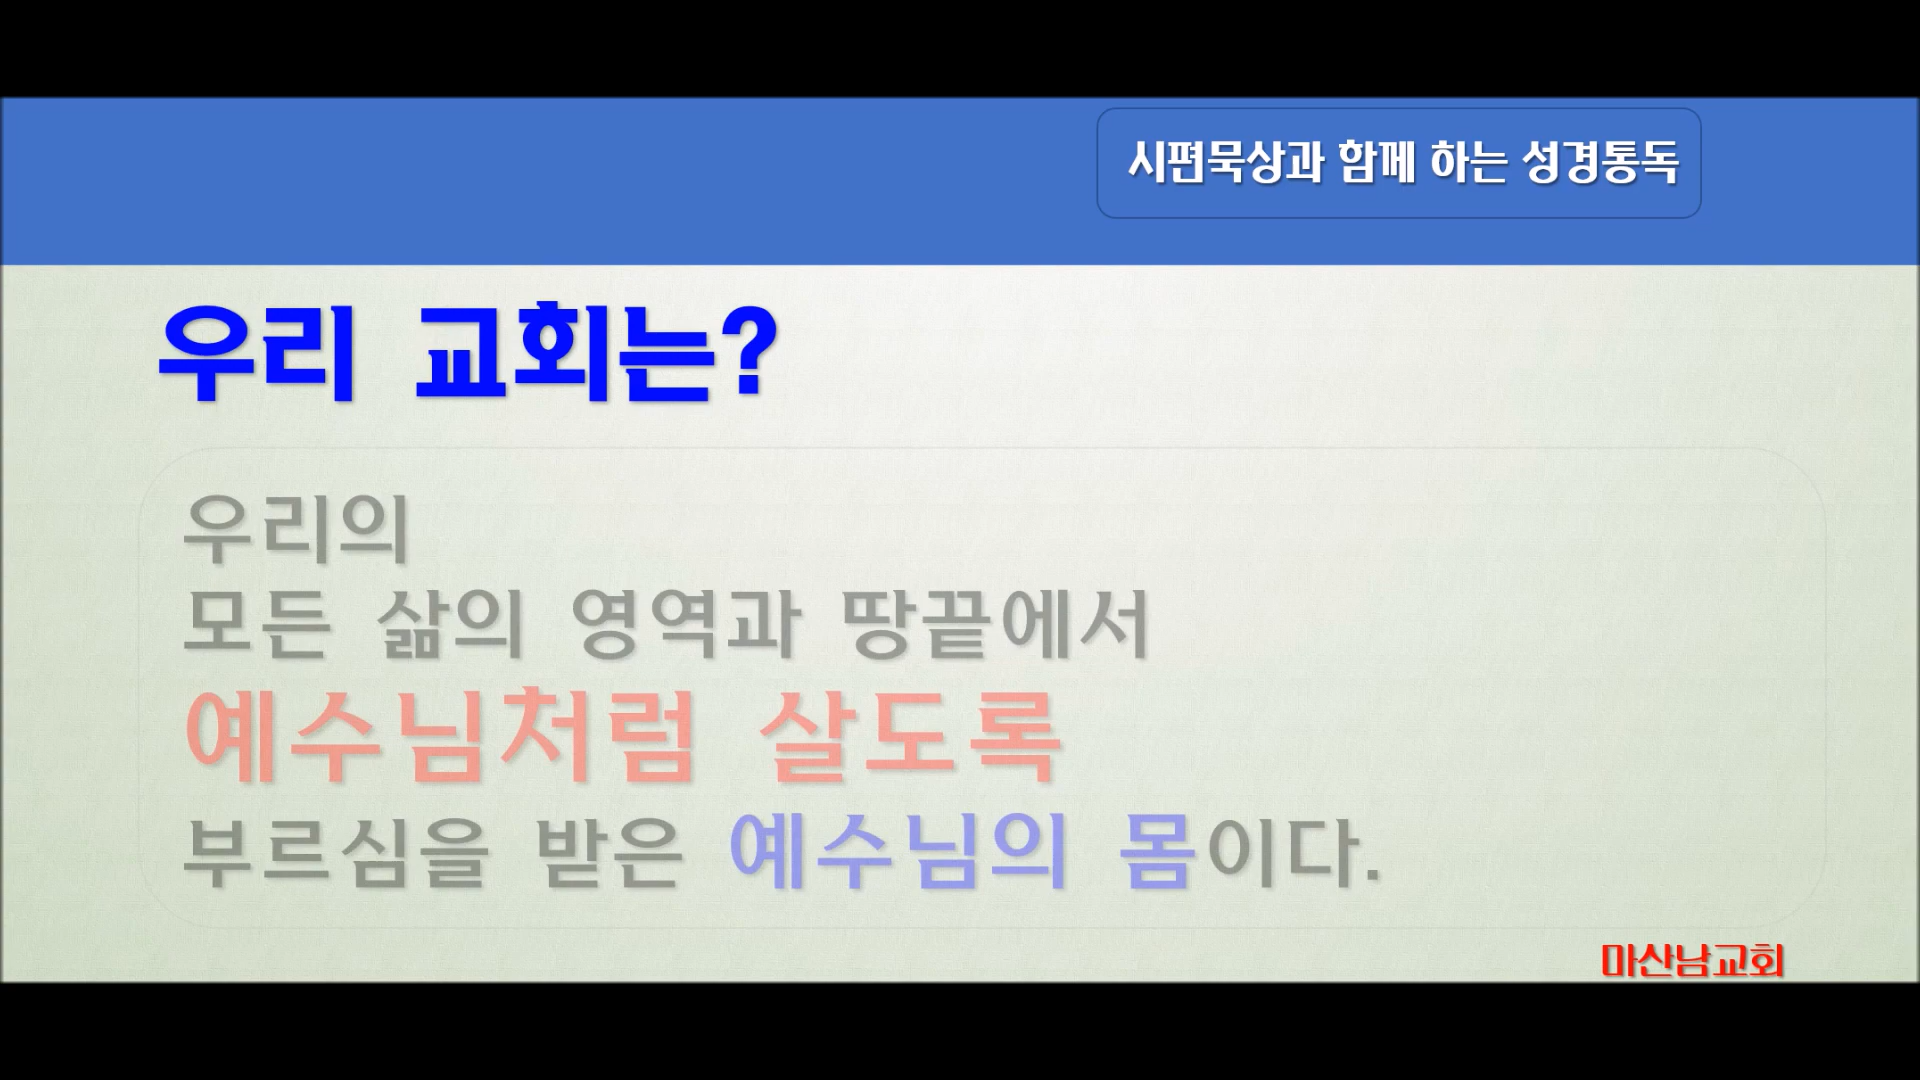 시편묵상과 함께 하는 성경통독
우리 교회는?
우리의
모든 삶의 영역과 땅끝에서
예수님처럼 살도록
부르심을 받은 예수님의 몸이다.
마산남교회